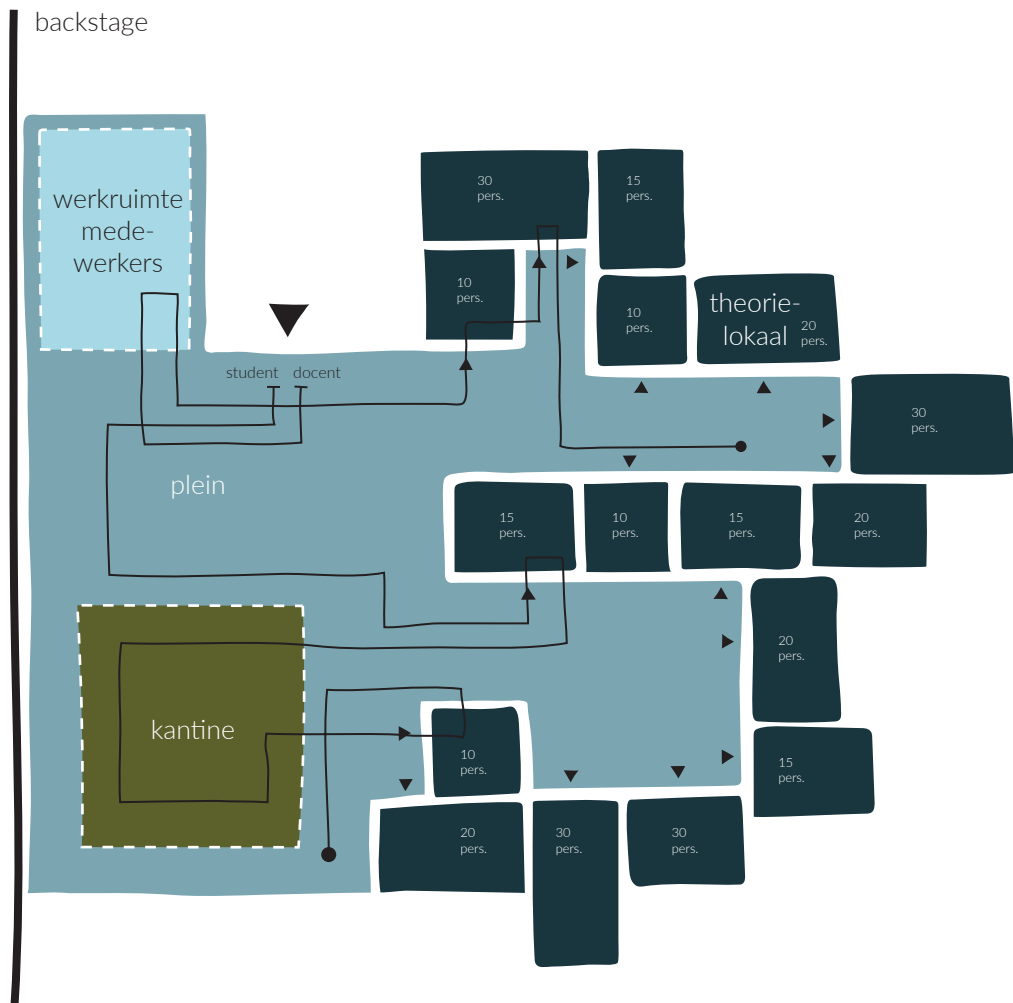 backstage
werkruimte
mede-
werkers
30
pers.
15
pers.
10
pers.
10
pers.
theorie-
lokaal 20
pers.
student docent
30
pers.
plein
15
pers.
10
pers.
15
pers.
20
pers.
20
pers.
kantine
10
pers.
15
pers.
20
pers.
30
pers.
30
pers.